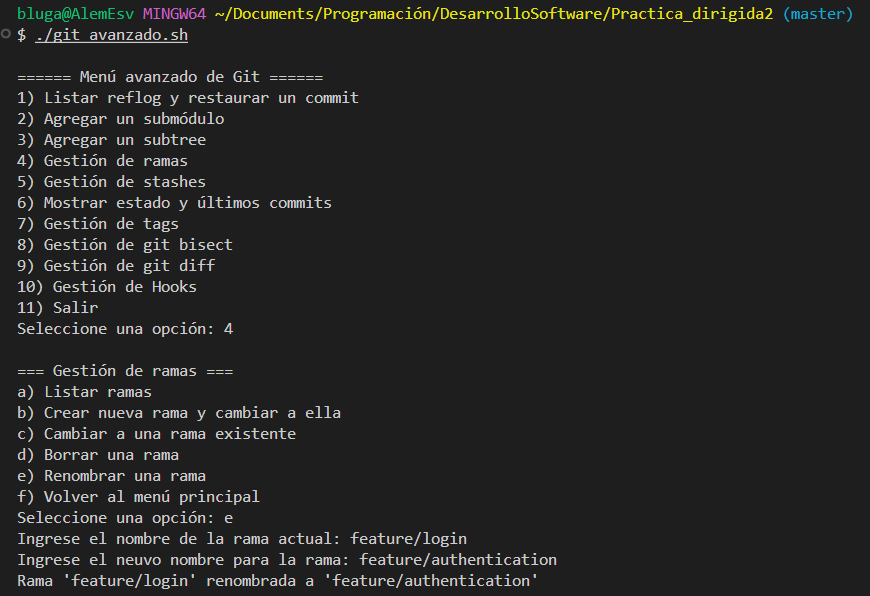 bluga@AlemEsv MINGW64 ~/Documents/Programación/DesarrolloSoftware/Practica_dirigida2 (master)
$ ./git_avanzado.sh
====== Menú avanzado de Git ======
1) Listar reflog y restaurar un commit
2) Agregar un submódulo
3) Agregar un subtree
4) Gestión de ramas
5) Gestión de stashes
6) Mostrar estado y últimos commits
7) Gestión de tags
8) Gestión de git bisect
9) Gestión de git diff
10) Gestión de Hooks
11) Salir
Seleccione una opción: 4
=== Gestión de ramas ===
a) Listar ramas
b) Crear nueva rama y cambiar a ella
c) Cambiar a una rama existente
d) Borrar una rama
e) Renombrar una rama
f) Volver al menú principal
Seleccione una opción: e
Ingrese el nombre de la rama actual: feature/login
Ingrese el neuvo nombre para la rama: feature/authentication
Rama 'feature/login' renombrada a 'feature/authentication'